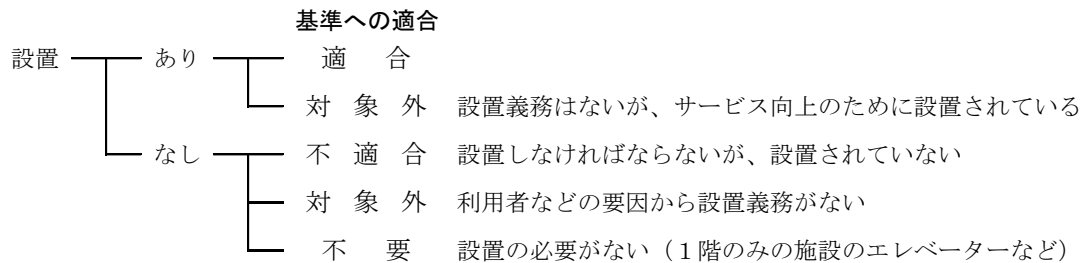 基準への適合
設置 あり 適合
対象外 設置義務はないが、サービス向上のために設置されている
なし 不適合 設置しなければならないが、設置されていない
対象外 利用者などの要因から設置義務がない
不要 設置の必要がない（１階のみの施設のエレベーターなど）